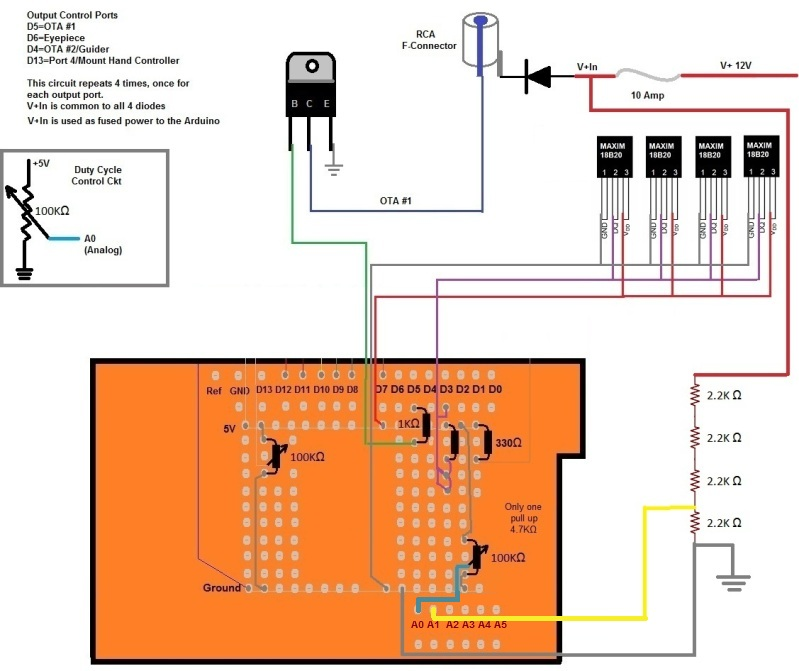 Output Control Ports
D5=OTA #1
D6=Eyepiece
D4=OTA #2/Guider
D13=Port 4/Mount Hand Controller
This circuit repeats 4 times, once for
each output port.
V+In is common to all 4 diodes
V+In is used as fused power to the Arduino
RCA
F-Connector
V+In
V+ 12V
10 Amp
B C E
OTA #1
MAXIM
18B20
1 2 3
GND
DQ
VDD
MAXIM
18B20
1 2 3
GND
DQ
VDD
MAXIM
18B20
1 2 3
GND
DQ
VDD
MAXIM
18B20
1 2 3
GND
DQ
VDD
+5V
Duty Cycle
Control Ckt
100KΩ
A0
(Analog)
Ref GND D13 D12 D11 D10 D9 D8 D7 D6 D5 D4 D3 D2 D1 D0
5V
1KΩ
330Ω
100KΩ
Only one
pull up
4.7KΩ
100KΩ
Ground
A0 A1 A2 A3 A4 A5
2.2K Ω
2.2K Ω
2.2K Ω
2.2K Ω